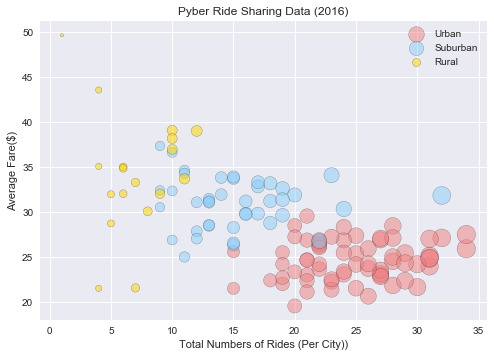 Pyber Ride Sharing Data (2016)
Urban
Suburban
Rural
Average Fare($)
50
45
40
35
30
25
20
0
5
10
15
20
25
30
35
Total Numbers of Rides (Per City))